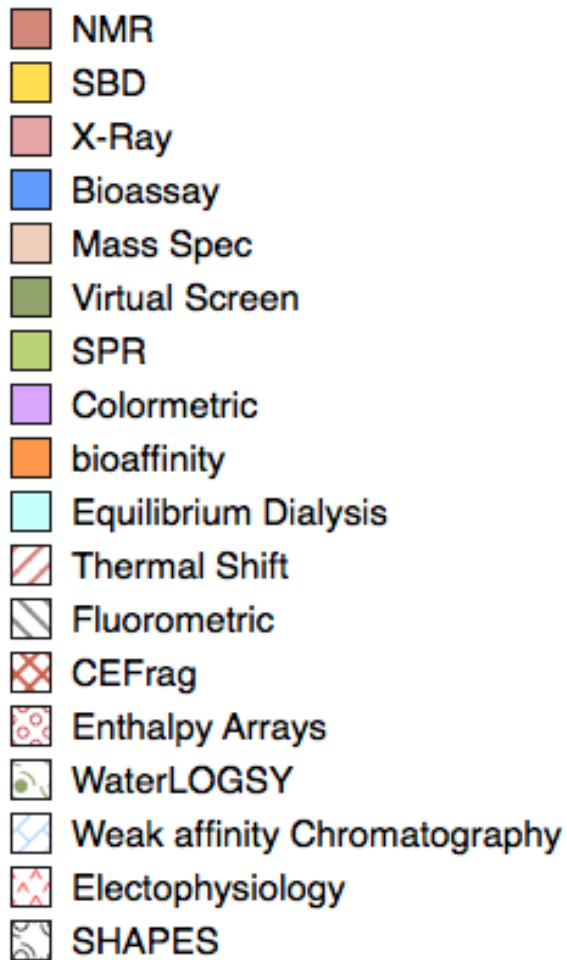 NMR
SBD
X-Ray
Bioassay
Mass Spec
Virtual Screen
SPR
Colormetric
bioaffinity
Equilibrium Dialysis
Thermal Shift
Fluorometric
CEFrag
Enthalpy Arrays
WaterLOGSY
Weak affinity Chromatography
Electophysiology
SHAPES